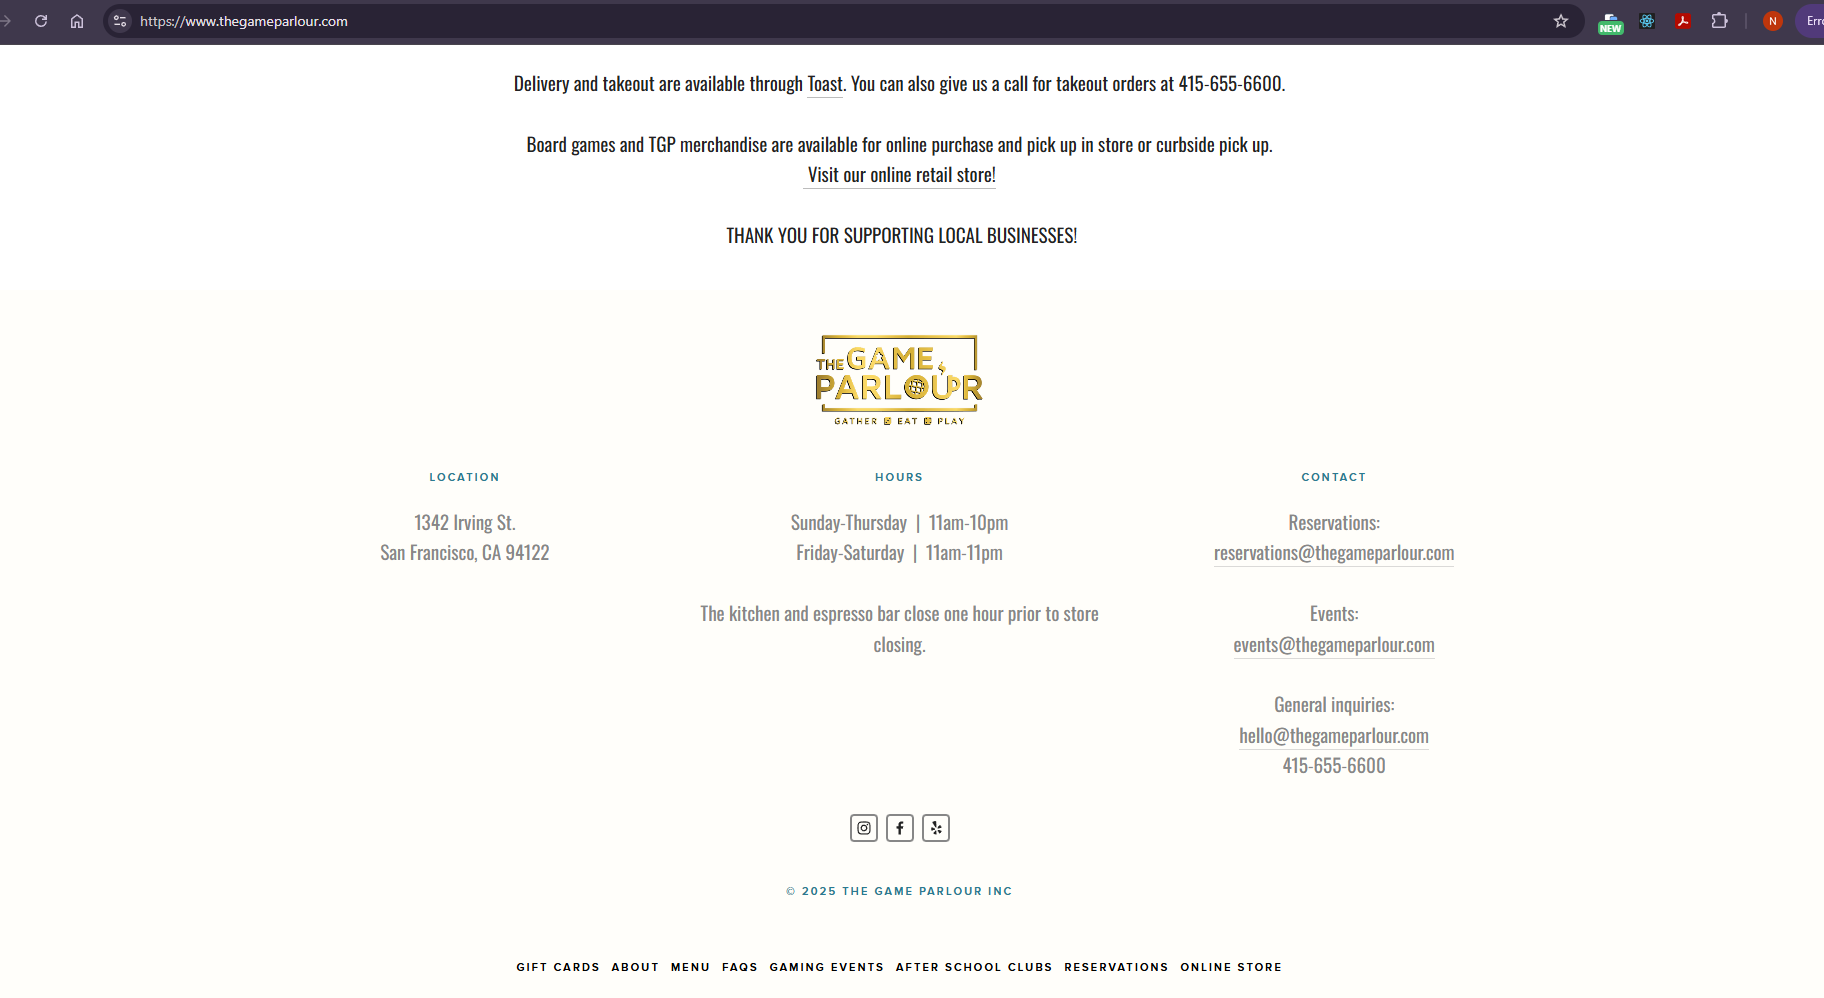 https://www.thegameparlour.com
NEW
N
Delivery and takeout are available through Toast. You can also give us a call for takeout orders at 415-655-6600.
Board games and TGP merchandise are available for online purchase and pick up in store or curbside pick up.
Visit our online retail store!
THANK YOU FOR SUPPORTING LOCAL BUSINESSES!
THE GAME
PARLOUR
GATHER EAT PLAY
LOCATION
1342 Irving St.
San Francisco, CA 94122
HOURS
Sunday-Thursday | 11am-10pm
Friday-Saturday | 11am-11pm
The kitchen and espresso bar close one hour prior to store
closing.
CONTACT
Reservations:
reservations@thegameparlour.com
Events:
events@thegameparlour.com
General inquiries:
hello@thegameparlour.com
415-655-6600
© 2025 THE GAME PARLOUR INC
GIFT CARDS ABOUT MENU FAQS GAMING EVENTS AFTER SCHOOL CLUBS RESERVATIONS ONLINE STORE